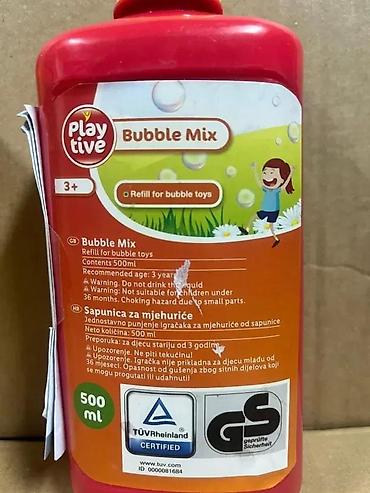 Play
tive
Bubble Mix
3+
Refill for bubble toys
GB Bubble Mix
Refill for bubble toys
Contents 500ml
Recommended age: 3 years
Warning. Do not drink the liquid
Warning: Not suitable for children under
36 months. Choking hazard due to small parts.
HR Sapunica za mjehuriće
Jednostavno punjenje igračaka za mjehuriće od sapunice
Neto količina: 500 ml
Preporuka: za djecu stariju od 3 godine
Upozorenje. Ne piti tekućinu!
Upozorenje. Igračka nije prikladna za djecu mlađu od
36 mjeseci. Opasnost od gušenja zbog sitnih dijelova koji
se mogu progutati ili udahnuti!
500
ml
TÜVRheinland
CERTIFIED
www.tuv.com
ID 0000081684
GS
geprüfte
Sicherheit